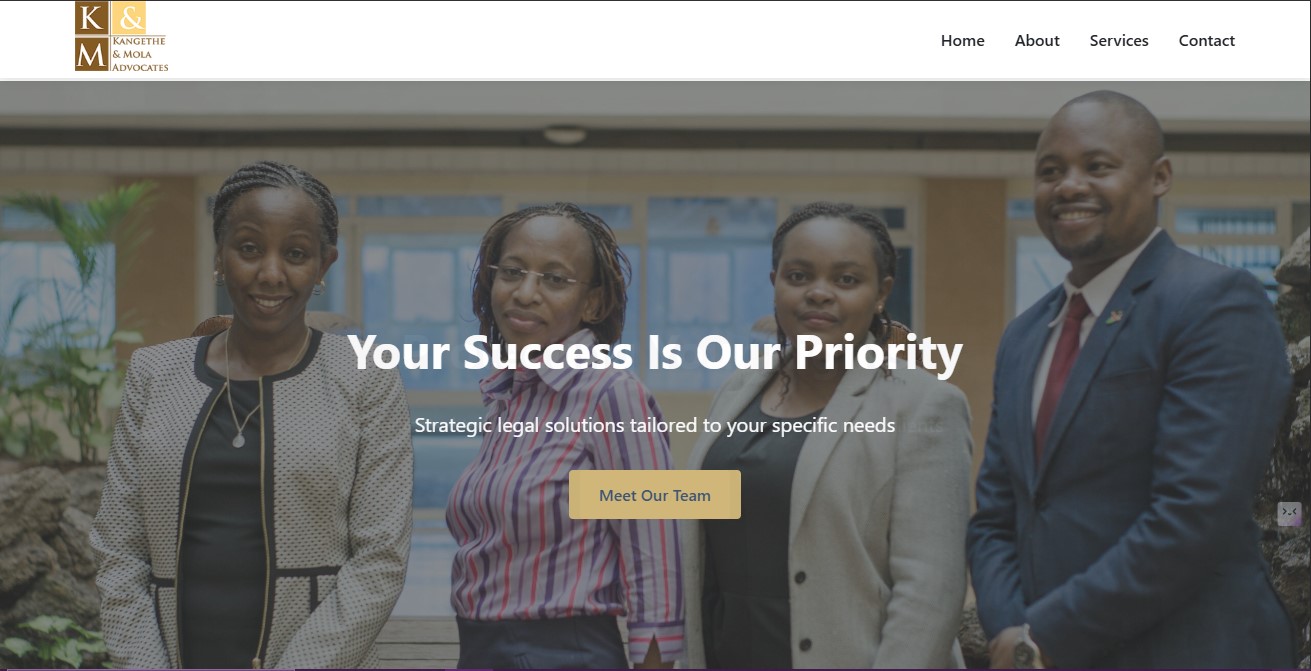 K &
M
KANGETHE
& MOLA
ADVOCATES
Home About Services Contact
Your Success Is Our Priority
Strategic legal solutions tailored to your specific needs
Meet Our Team